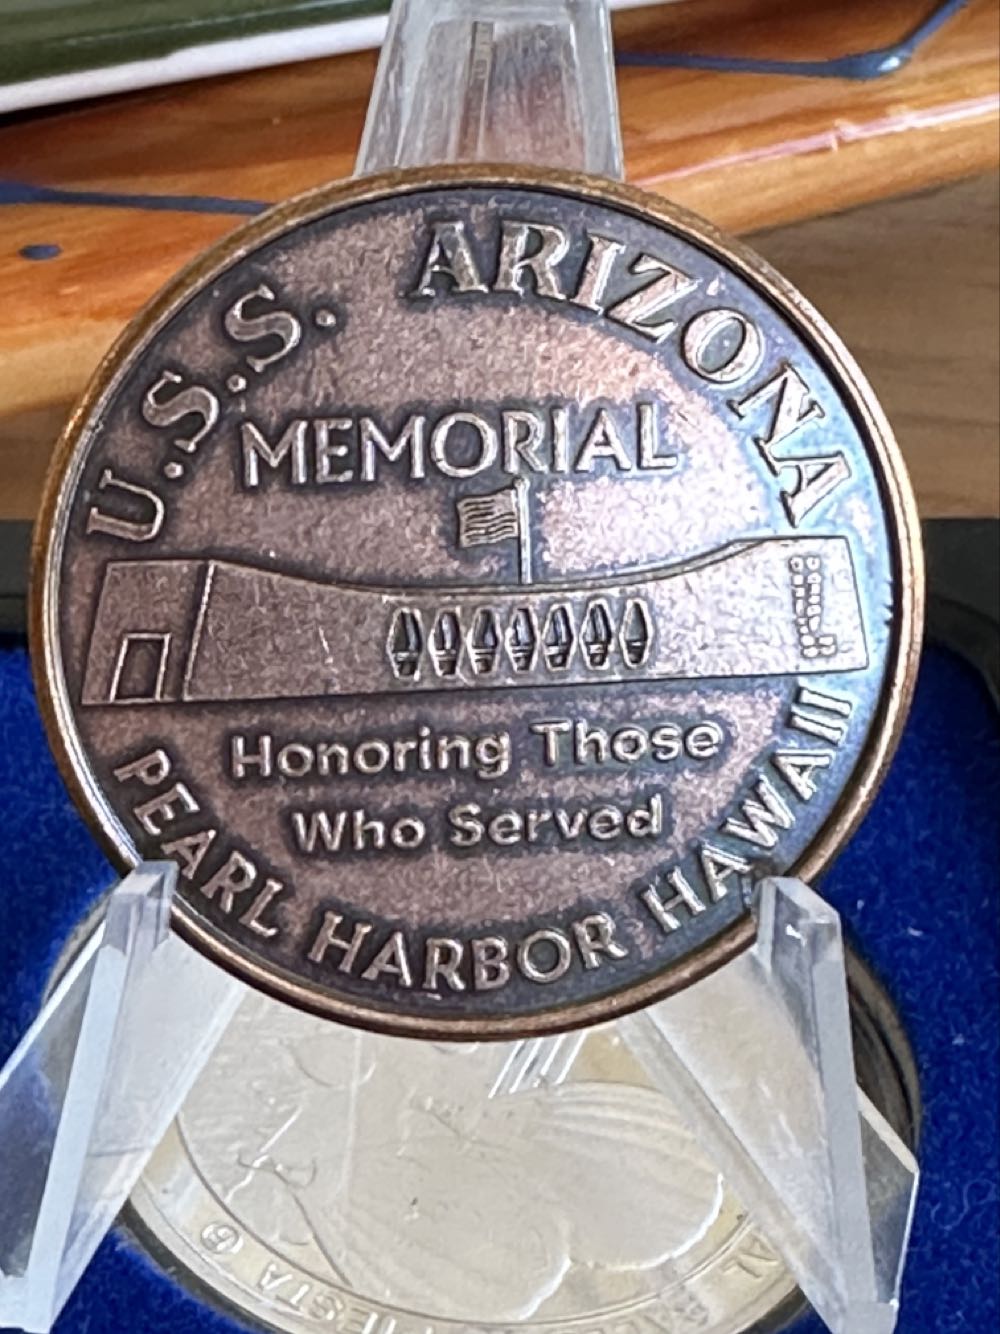 U.S.S. ARIZONA
MEMORIAL
Honoring Those
Who Served
PEARL HARBOR HAWAII